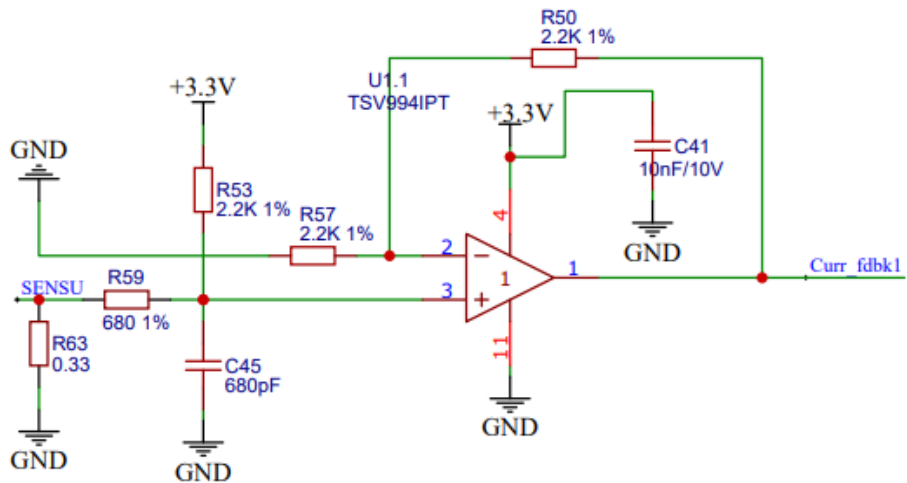 R50
2.2K 1%
U1.1
TSV994IPT
+3.3V
+3.3V
GND
C41
10nF/10V
R53
2.2K 1%
R57
2.2K 1%
4
GND
2
1
1
Curr_fdbk1
SENSU
R59
680 1%
3
R63
0.33
C45
680pF
11
GND
GND
GND